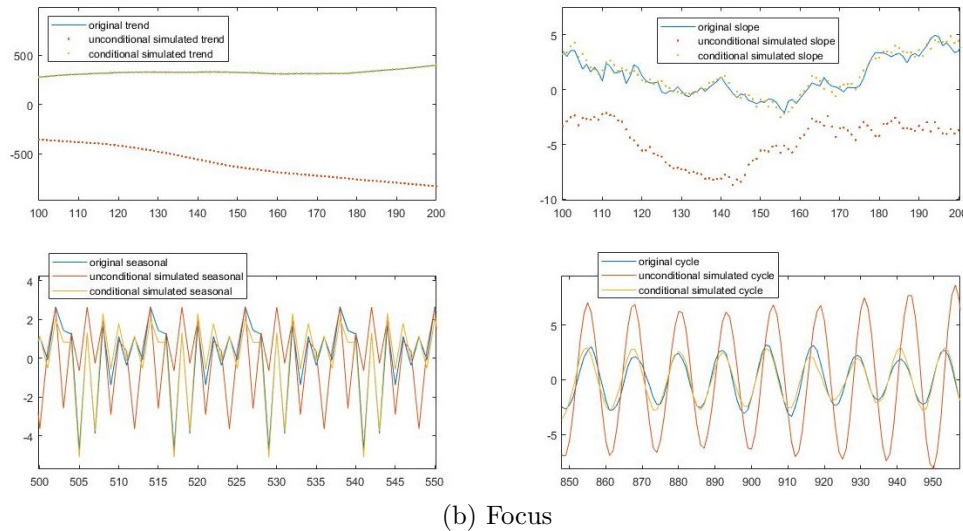 original trend
unconditional simulated trend
conditional simulated trend
500
0
-500
100 110 120 130 140 150 160 170 180 190 200
original slope
unconditional simulated slope
conditional simulated slope
5
0
-5
-10
100 110 120 130 140 150 160 170 180 190 200
original seasonal
unconditional simulated seasonal
conditional simulated seasonal
4
2
0
-2
-4
500 505 510 515 520 525 530 535 540 545 550
original cycle
unconditional simulated cycle
conditional simulated cycle
5
0
-5
850 860 870 880 890 900 910 920 930 940 950
(b) Focus